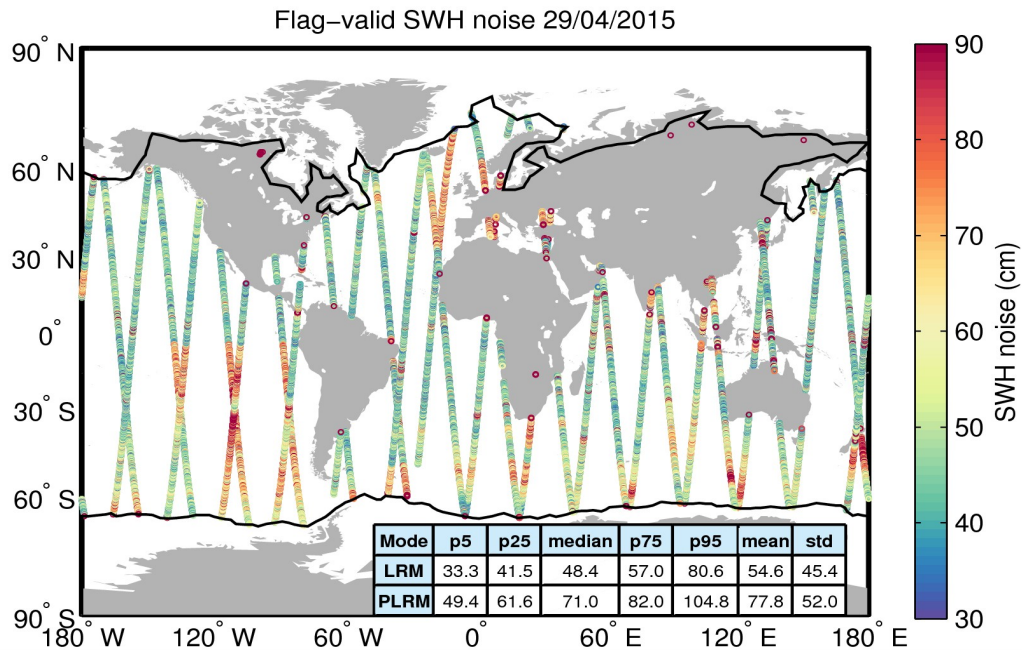 Flag−valid SWH noise 29/04/2015
90° N
60° N
30° N
0°
30° S
60° S
90° S
180° W
120° W
60° W
0°
60° E
120° E
180° E
90
80
70
60
50
40
30
SWH noise (cm)
Mode p5 p25 median p75 p95 mean std
LRM 33.3 41.5 48.4 57.0 80.6 54.6 45.4
PLRM 49.4 61.6 71.0 82.0 104.8 77.8 52.0